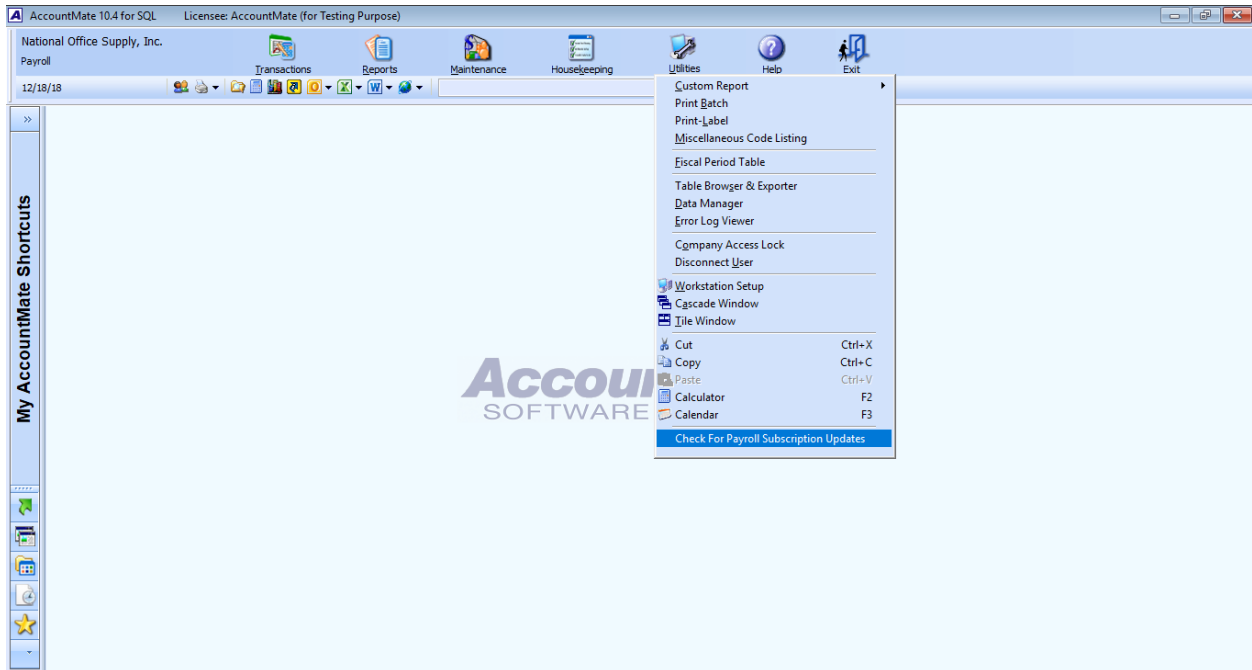 AccountMate 10.4 for SQL Licensee: AccountMate (for Testing Purpose)
National Office Supply, Inc.
Payroll
Transactions Reports Maintenance Housekeeping Utilities Help Exit
12/18/18
Custom Report
Print Batch
Print-Label
Miscellaneous Code Listing
Fiscal Period Table
Table Browser & Exporter
Data Manager
Error Log Viewer
Company Access Lock
Disconnect User
Workstation Setup
Cascade Window
Tile Window
Cut Ctrl+X
Copy Ctrl+C
Paste Ctrl+V
Calculator F2
Calendar F3
Check For Payroll Subscription Updates
My AccountMate Shortcuts
Accou
SOFTWARE